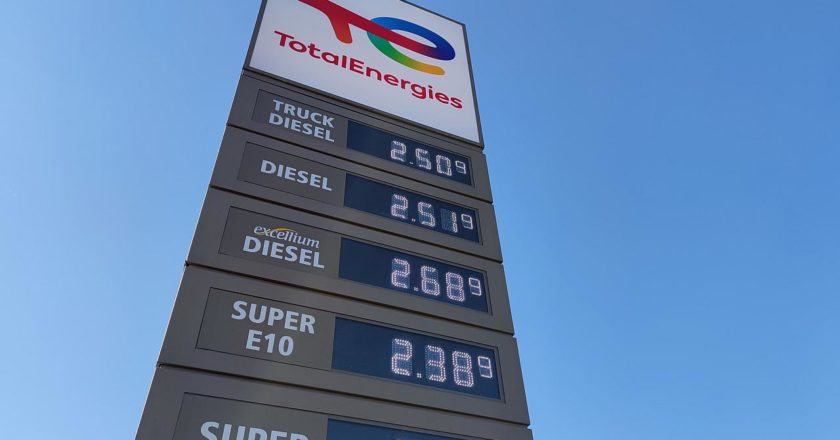 TotalEnergies
TRUCK
DIESEL
2.509
DIESEL
2.519
excellium
DIESEL
2.689
SUPER
E10
2.389
SUPER